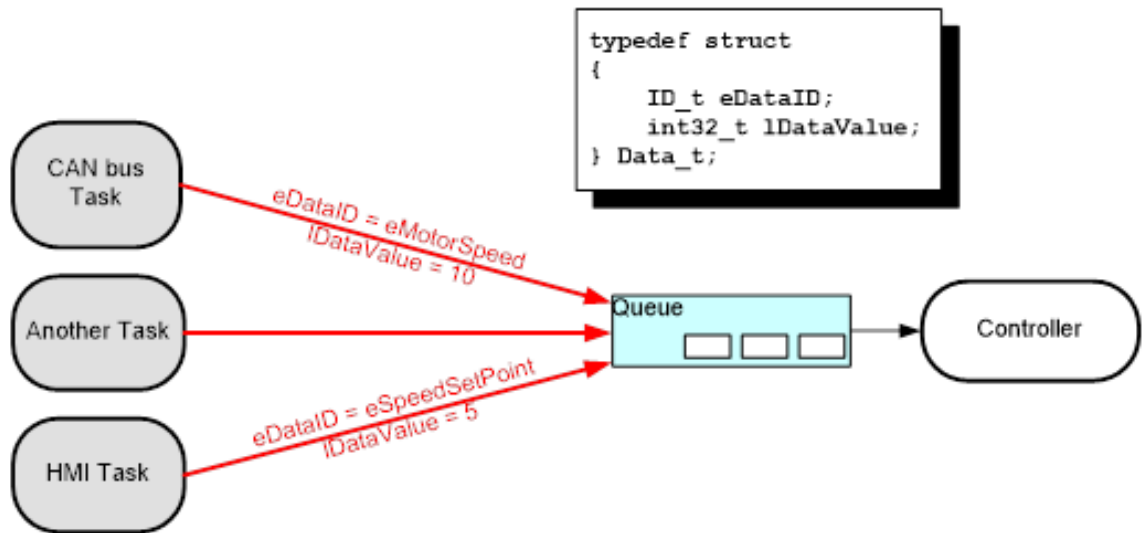 typedef struct
{
    ID_t eDataID;
    int32_t lDataValue;
} Data_t;
CAN bus
Task
eDataID = eMotorSpeed
lDataValue = 10
Another Task
Queue
Controller
eDataID = eSpeedSetPoint
lDataValue = 5
HMI Task